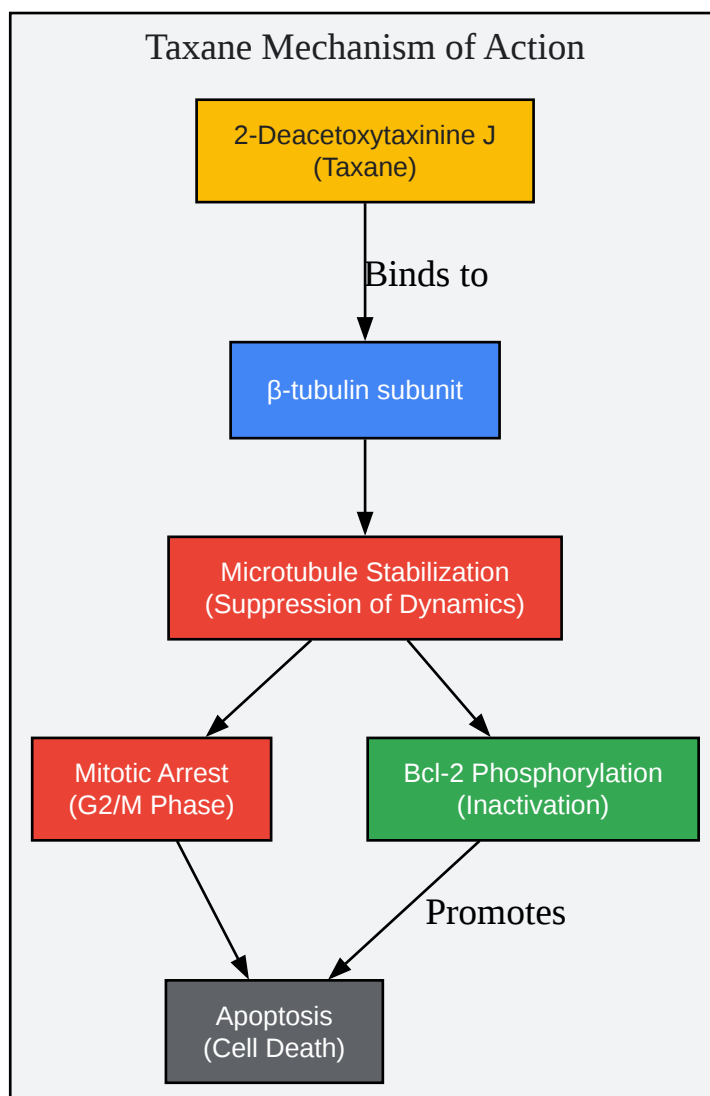 Taxane Mechanism of Action
2-Deacetoxytaxinine J
(Taxane)
Binds to
β-tubulin subunit
Microtubule Stabilization
(Suppression of Dynamics)
Mitotic Arrest
(G2/M Phase)
Bcl-2 Phosphorylation
(Inactivation)
Promotes
Apoptosis
(Cell Death)